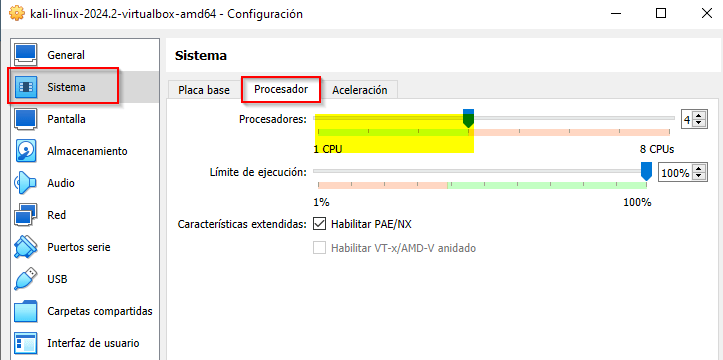 kali-linux-2024.2-virtualbox-amd64 - Configuración
General
Sistema
Pantalla
Almacenamiento
Audio
Red
Puertos serie
USB
Carpetas compartidas
Interfaz de usuario
Sistema
Placa base Procesador Aceleración
Procesadores: 4
1 CPU 8 CPUs
Límite de ejecución: 100%
1% 100%
Características extendidas: Habilitar PAE/NX
Habilitar VT-x/AMD-V anidado